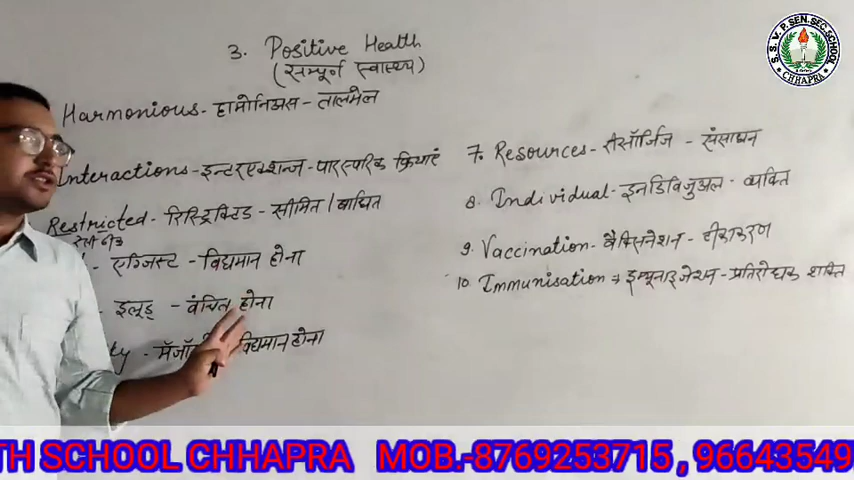 3. Positive Health
(सम्पूर्ण स्वास्थ्य)
Harmonious - हार्मोनिअस - तालमेल
Interactions - इन्टरएक्शन्ज - पारस्परिक क्रियाएं
Restricted - रिस्ट्रिक्टिड - सीमित / बाधित
- एग्जिस्ट - विद्यमान होना
- इलूड् - वंचित होना
ty - विद्यमान होना
7. Resources - रीसॉर्जिज - संसाधन
8. Individual - इनडिविजुअल - व्यक्ति
9. Vaccination - वैक्सिनेशन - टीकाकरण
10. Immunisation → इम्यूनाइजेशन - प्रतिरोधक शक्ति
S. S. V. P. SEN. SEC. SCHOOL
CHHAPRA
TH SCHOOL CHHAPRA MOB.-8769253715 , 96643549